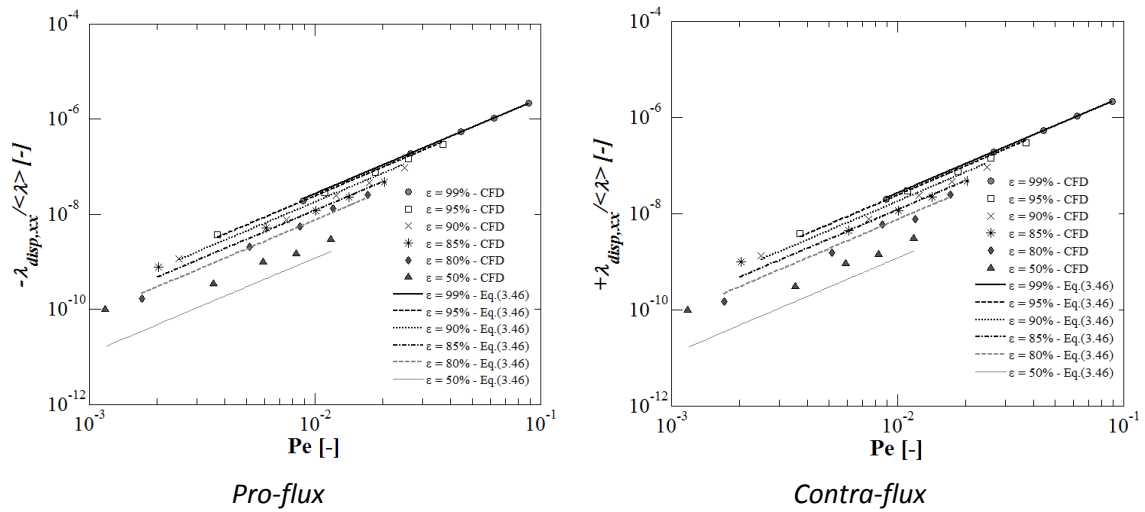 10⁻⁴
10⁻⁶
10⁻⁸
10⁻¹⁰
10⁻¹²
-λdisp,xx/<λ> [-]
ε = 99% - CFD
ε = 95% - CFD
ε = 90% - CFD
ε = 85% - CFD
ε = 80% - CFD
ε = 50% - CFD
ε = 99% - Eq.(3.46)
ε = 95% - Eq.(3.46)
ε = 90% - Eq.(3.46)
ε = 85% - Eq.(3.46)
ε = 80% - Eq.(3.46)
ε = 50% - Eq.(3.46)
10⁻³ 10⁻² 10⁻¹
Pe [-]
Pro-flux
10⁻⁴
10⁻⁶
10⁻⁸
10⁻¹⁰
10⁻¹²
+λdisp,xx/<λ> [-]
ε = 99% - CFD
ε = 95% - CFD
ε = 90% - CFD
ε = 85% - CFD
ε = 80% - CFD
ε = 50% - CFD
ε = 99% - Eq.(3.46)
ε = 95% - Eq.(3.46)
ε = 90% - Eq.(3.46)
ε = 85% - Eq.(3.46)
ε = 80% - Eq.(3.46)
ε = 50% - Eq.(3.46)
10⁻³ 10⁻² 10⁻¹
Pe [-]
Contra-flux